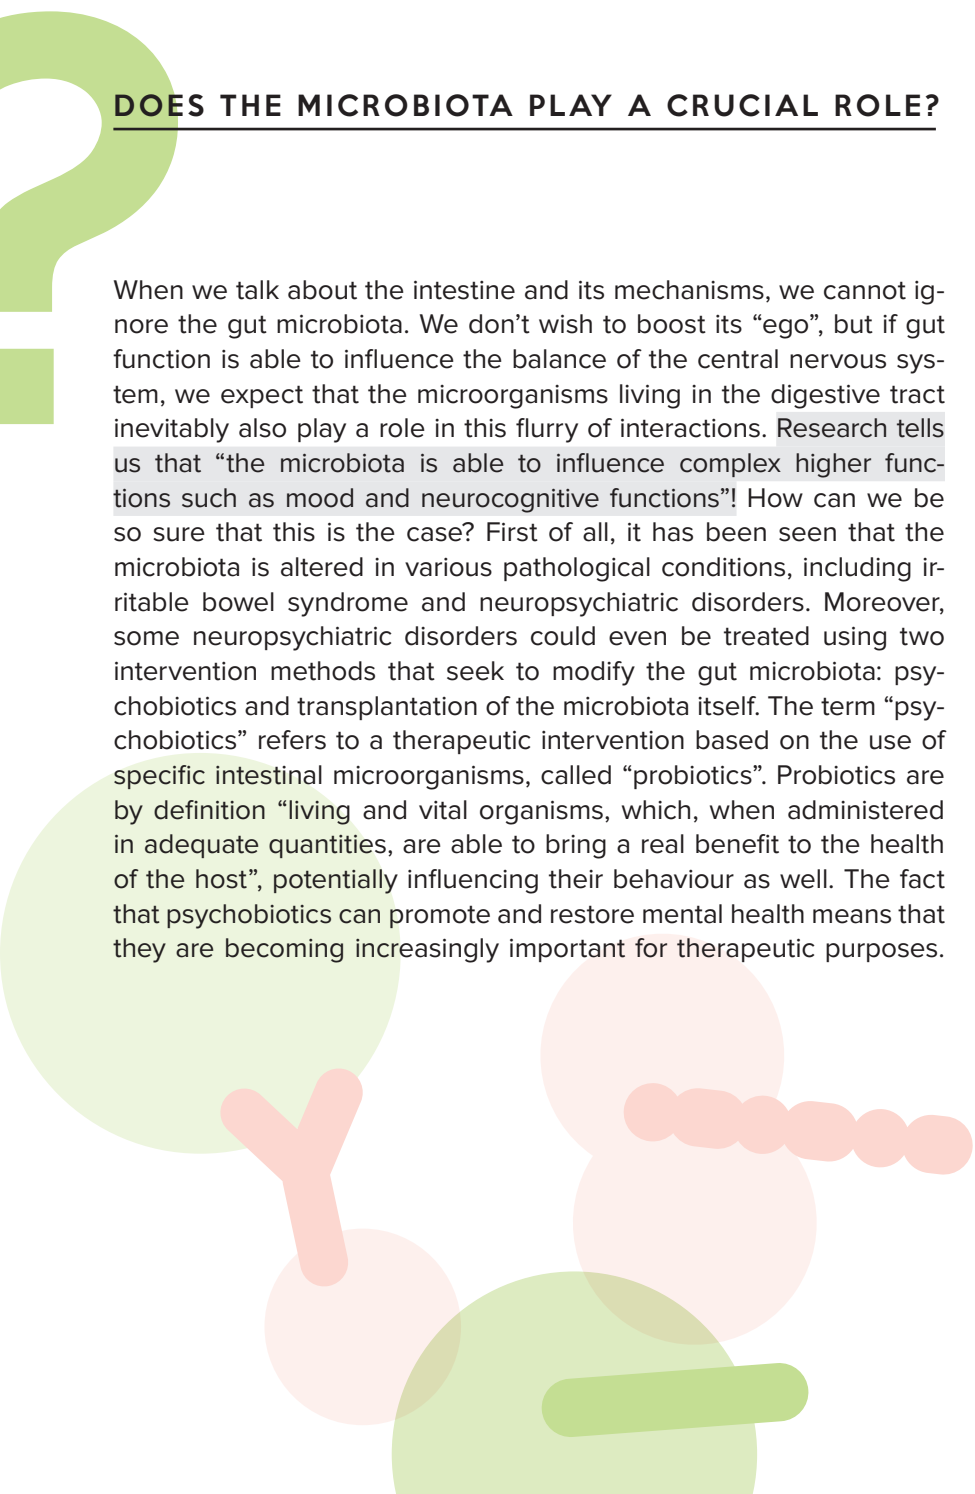 DOES THE MICROBIOTA PLAY A CRUCIAL ROLE?
When we talk about the intestine and its mechanisms, we cannot ig-
nore the gut microbiota. We don’t wish to boost its “ego”, but if gut
function is able to influence the balance of the central nervous sys-
tem, we expect that the microorganisms living in the digestive tract
inevitably also play a role in this flurry of interactions. Research tells
us that “the microbiota is able to influence complex higher func-
tions such as mood and neurocognitive functions”! How can we be
so sure that this is the case? First of all, it has been seen that the
microbiota is altered in various pathological conditions, including ir-
ritable bowel syndrome and neuropsychiatric disorders. Moreover,
some neuropsychiatric disorders could even be treated using two
intervention methods that seek to modify the gut microbiota: psy-
chobiotics and transplantation of the microbiota itself. The term “psy-
chobiotics” refers to a therapeutic intervention based on the use of
specific intestinal microorganisms, called “probiotics”. Probiotics are
by definition “living and vital organisms, which, when administered
in adequate quantities, are able to bring a real benefit to the health
of the host”, potentially influencing their behaviour as well. The fact
that psychobiotics can promote and restore mental health means that
they are becoming increasingly important for therapeutic purposes.